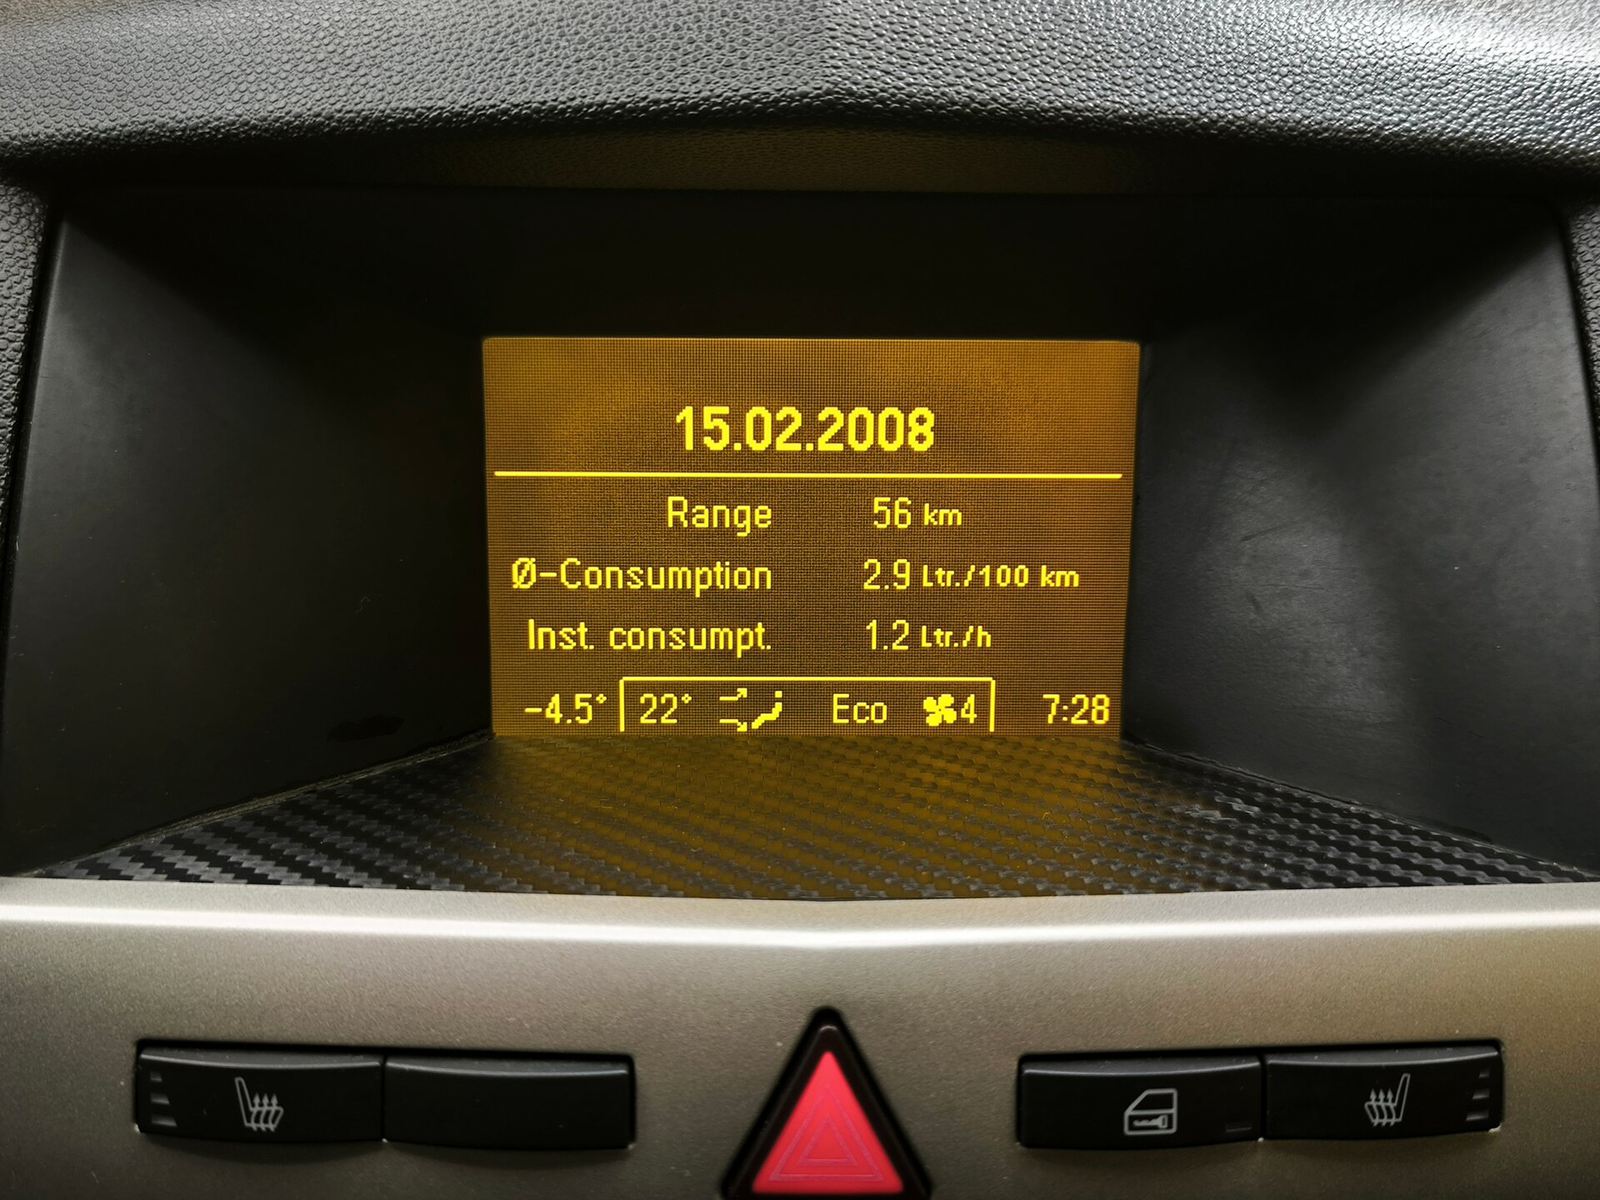 15.02.2008
Range 56 km
Ø-Consumption 2.9 Ltr./100 km
Inst. consumpt. 1.2 Ltr./h
-4.5° 22° Eco 4 7:28